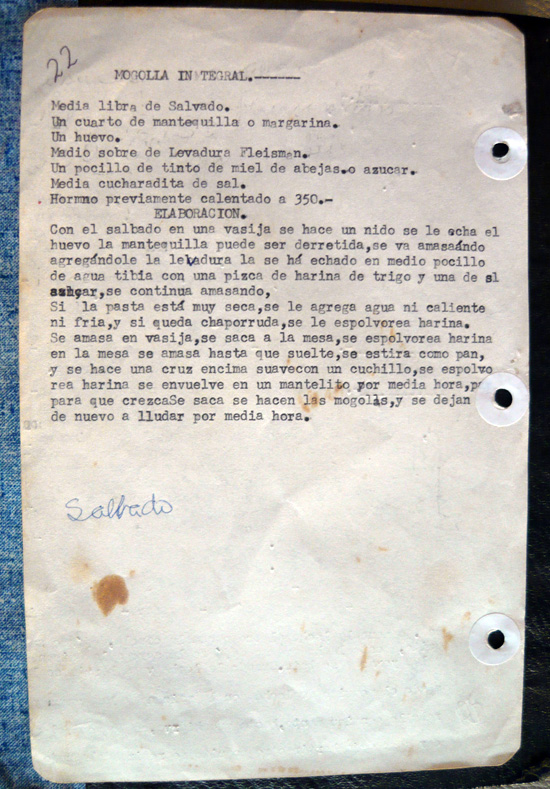 22
MOGOLLA INTEGRAL.------
Media libra de Salvado.
Un cuarto de mantequilla o margarina.
Un huevo.
Madio sobre de Levadura Fleisman.
Un pocillo de tinto de miel de abejas.o azucar.
Media cucharadita de sal.
Hormno previamente calentado a 350.-
ELABORACION.
Con el salbado en una vasija se hace un nido se le echa el
huevo la mantequilla puede ser derretida,se va amasaándo
agregándole la levadura la se há echado en medio pocillo
de agua tibia con una pizca de harina de trigo y una de sl
azucar,se continua amasando,
Si la pasta está muy seca,se le agrega agua ni caliente
ni fria,y si queda chaporruda,se le espolvorea harina.
Se amasa en vasija,se saca a la mesa,se espolvorea harina
en la mesa se amasa hasta que suelte,se estira como pan,
y se hace una cruz encima suavecon un cuchillo,se espolvo
rea harina se envuelve en un mantelito por media hora,
para que crezcaSe saca se hacen las mogolls,y se dejan
de nuevo a lludar por media hora.
Salbado